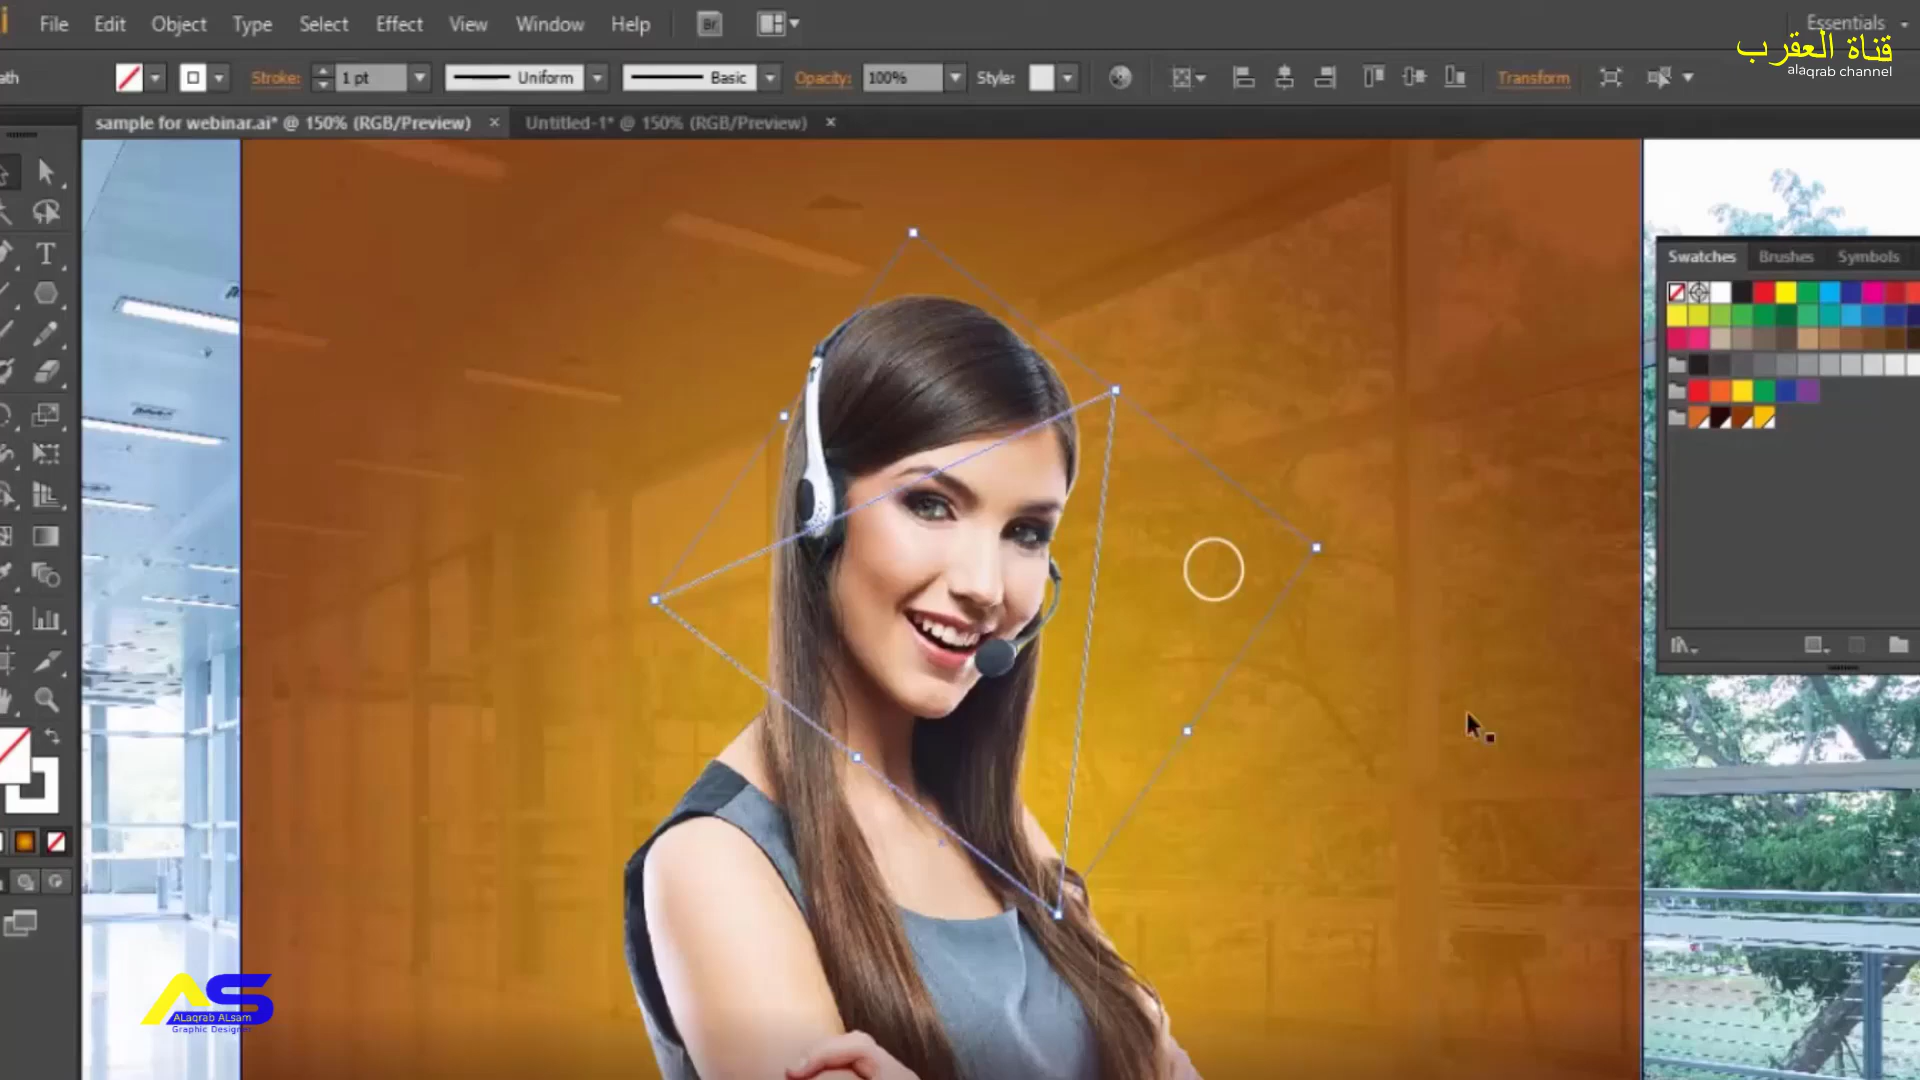 File Edit Object Type Select Effect View Window Help Br Essentials
قناة العقرب
alaqrab channel
ath Stroke: 1 pt Uniform Basic Opacity: 100% Style: Transform
sample for webinar.ai* @ 150% (RGB/Preview) × Untitled-1* @ 150% (RGB/Preview) ×
T
Swatches Brushes Symbols
AS
ALaqrab ALsam
Graphic Designer